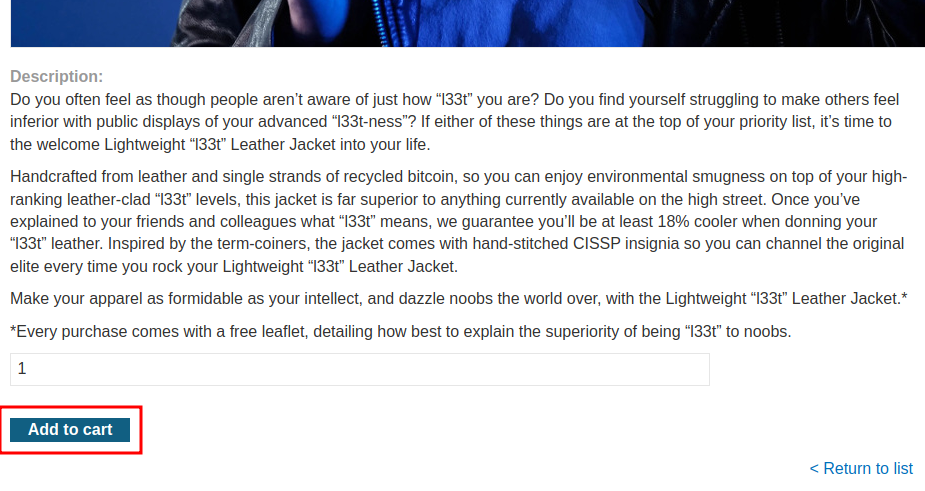 Description:
Do you often feel as though people aren’t aware of just how “l33t” you are? Do you find yourself struggling to make others feel
inferior with public displays of your advanced “l33t-ness”? If either of these things are at the top of your priority list, it’s time to
the welcome Lightweight “l33t” Leather Jacket into your life.
Handcrafted from leather and single strands of recycled bitcoin, so you can enjoy environmental smugness on top of your high-
ranking leather-clad “l33t” levels, this jacket is far superior to anything currently available on the high street. Once you’ve
explained to your friends and colleagues what “l33t” means, we guarantee you’ll be at least 18% cooler when donning your
“l33t” leather. Inspired by the term-coiners, the jacket comes with hand-stitched CISSP insignia so you can channel the original
elite every time you rock your Lightweight “l33t” Leather Jacket.
Make your apparel as formidable as your intellect, and dazzle noobs the world over, with the Lightweight “l33t” Leather Jacket.*
*Every purchase comes with a free leaflet, detailing how best to explain the superiority of being “l33t” to noobs.
1
Add to cart
< Return to list